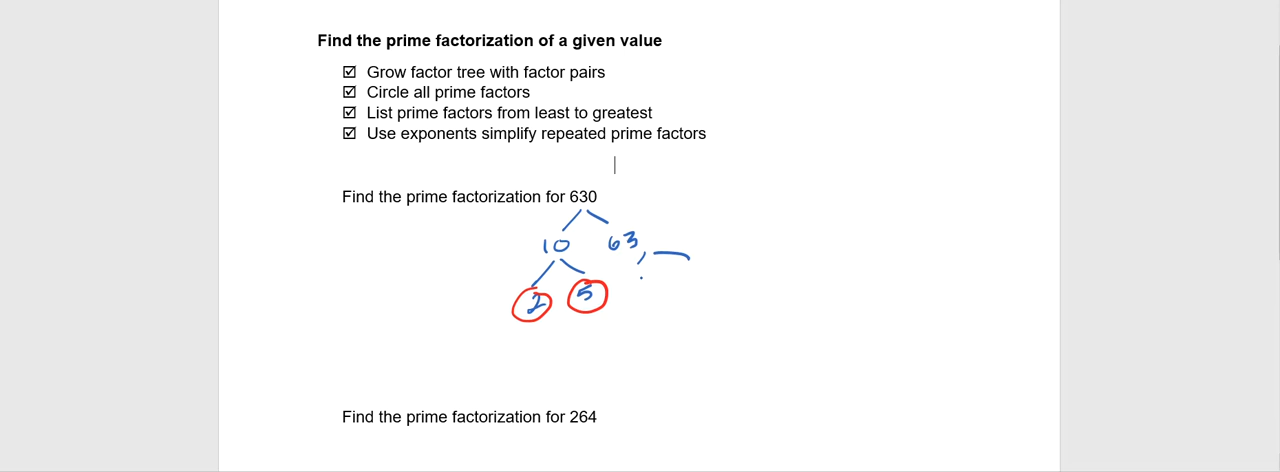 Find the prime factorization of a given value
☑ Grow factor tree with factor pairs
☑ Circle all prime factors
☑ List prime factors from least to greatest
☑ Use exponents simplify repeated prime factors
Find the prime factorization for 630
10 63
2 5
Find the prime factorization for 264